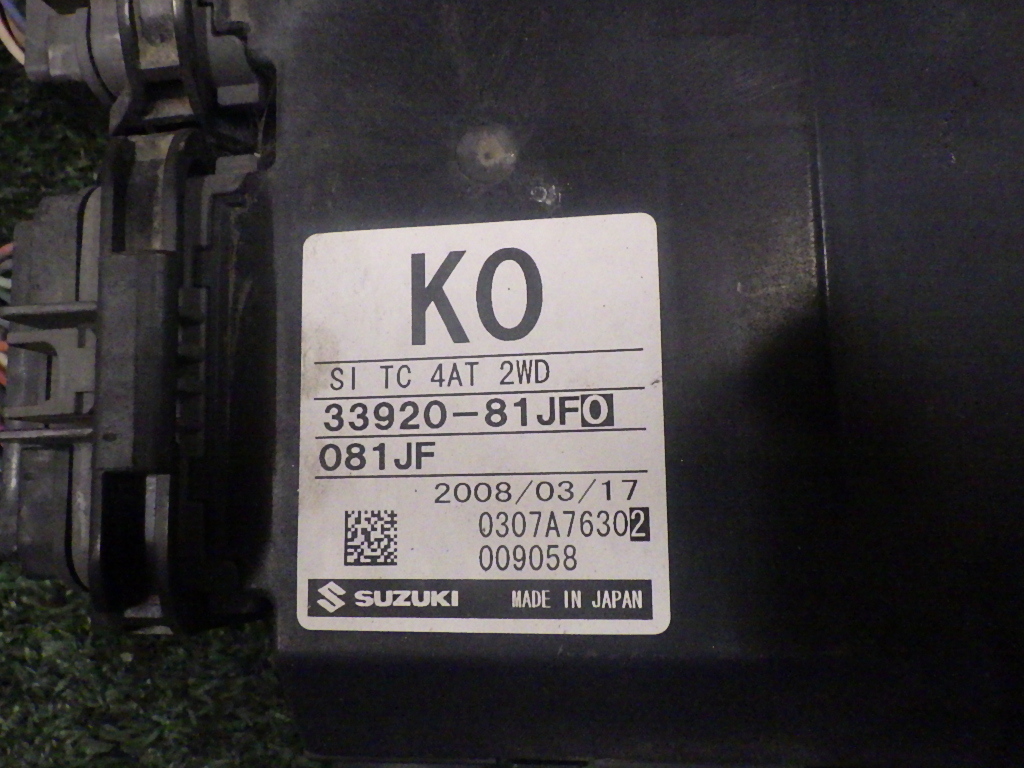 KO
SI TC 4AT 2WD
33920-81JF0
081JF
2008/03/17
0307A76302
009058
SUZUKI MADE IN JAPAN